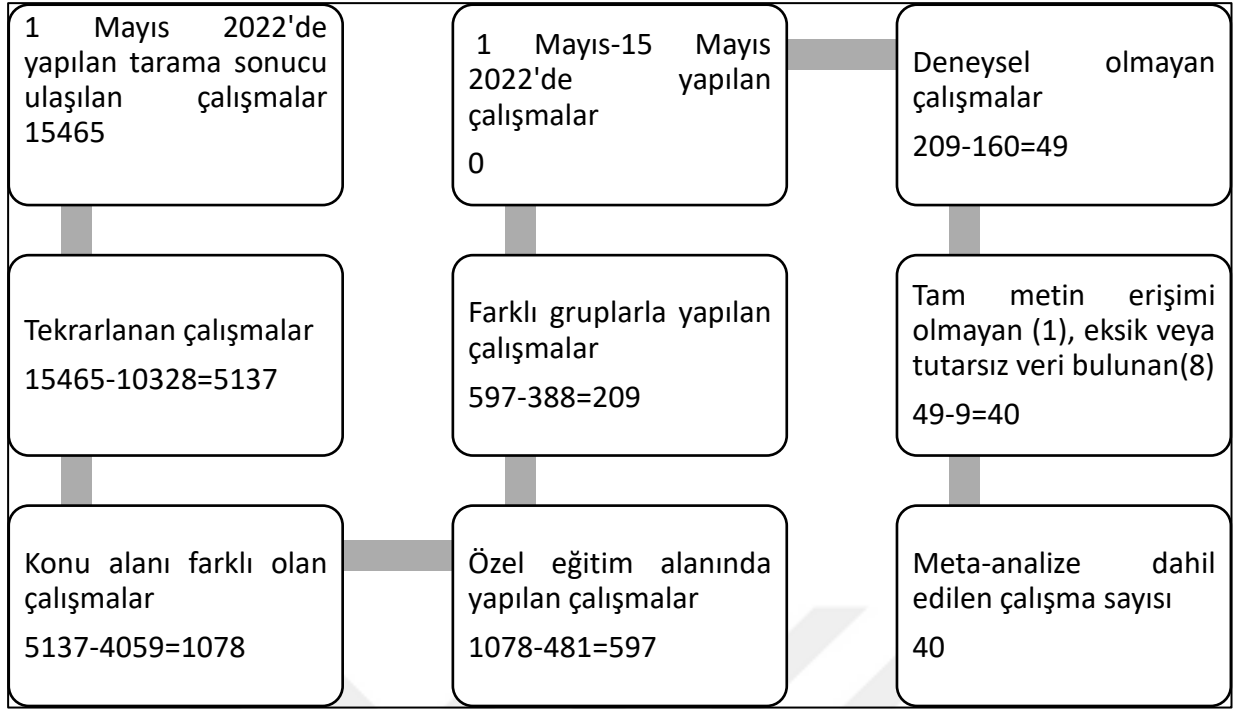 1 Mayıs 2022'de
yapılan tarama sonucu
ulaşılan çalışmalar
15465
Tekrarlanan çalışmalar
15465-10328=5137
Konu alanı farklı olan
çalışmalar
5137-4059=1078
Özel eğitim alanında
yapılan çalışmalar
1078-481=597
Farklı gruplarla yapılan
çalışmalar
597-388=209
1 Mayıs-15 Mayıs
2022'de yapılan
çalışmalar
0
Deneysel olmayan
çalışmalar
209-160=49
Tam metin erişimi
olmayan (1), eksik veya
tutarsız veri bulunan(8)
49-9=40
Meta-analize dahil
edilen çalışma sayısı
40